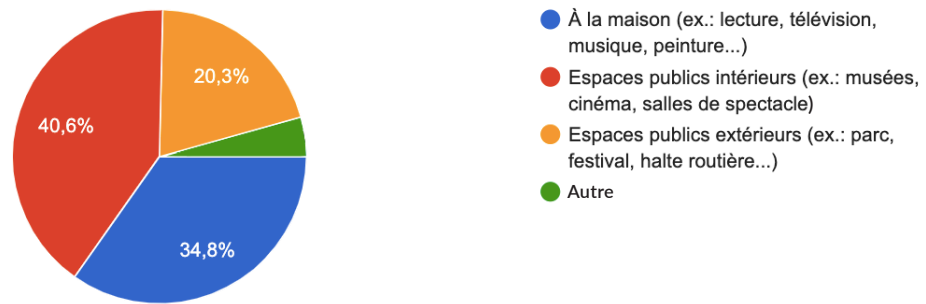 20,3%
40,6%
34,8%
À la maison (ex.: lecture, télévision,
musique, peinture...)
Espaces publics intérieurs (ex.: musées,
cinéma, salles de spectacle)
Espaces publics extérieurs (ex.: parc,
festival, halte routière...)
Autre